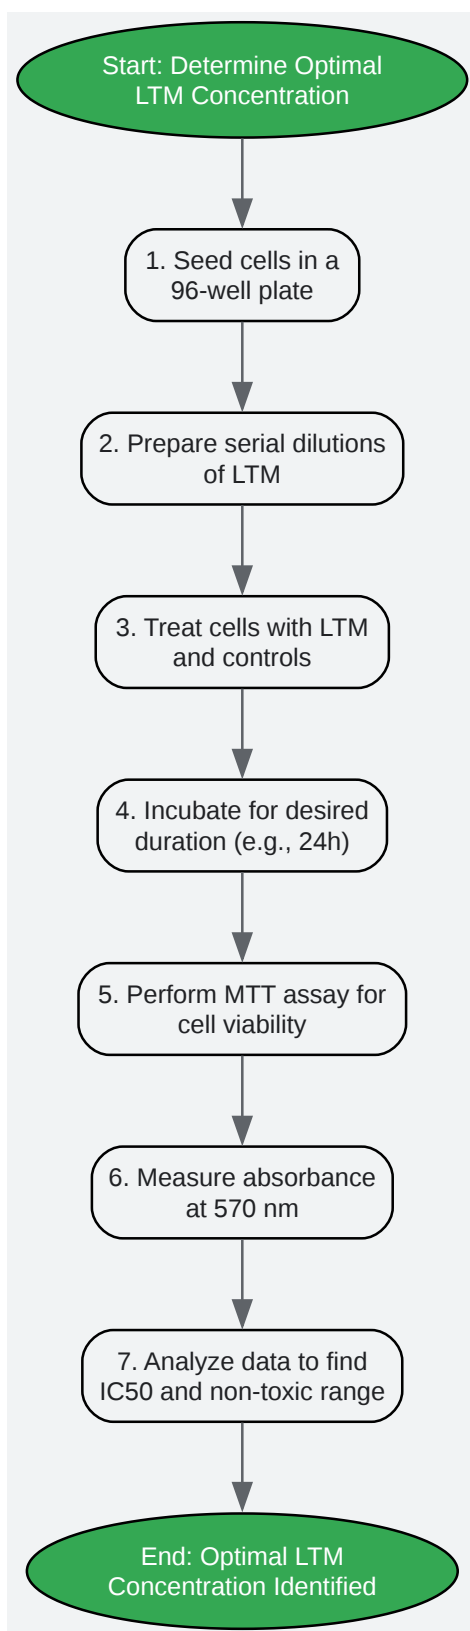 Start: Determine Optimal
LTM Concentration
1. Seed cells in a
96-well plate
2. Prepare serial dilutions
of LTM
3. Treat cells with LTM
and controls
4. Incubate for desired
duration (e.g., 24h)
5. Perform MTT assay for
cell viability
6. Measure absorbance
at 570 nm
7. Analyze data to find
IC50 and non-toxic range
End: Optimal LTM
Concentration Identified